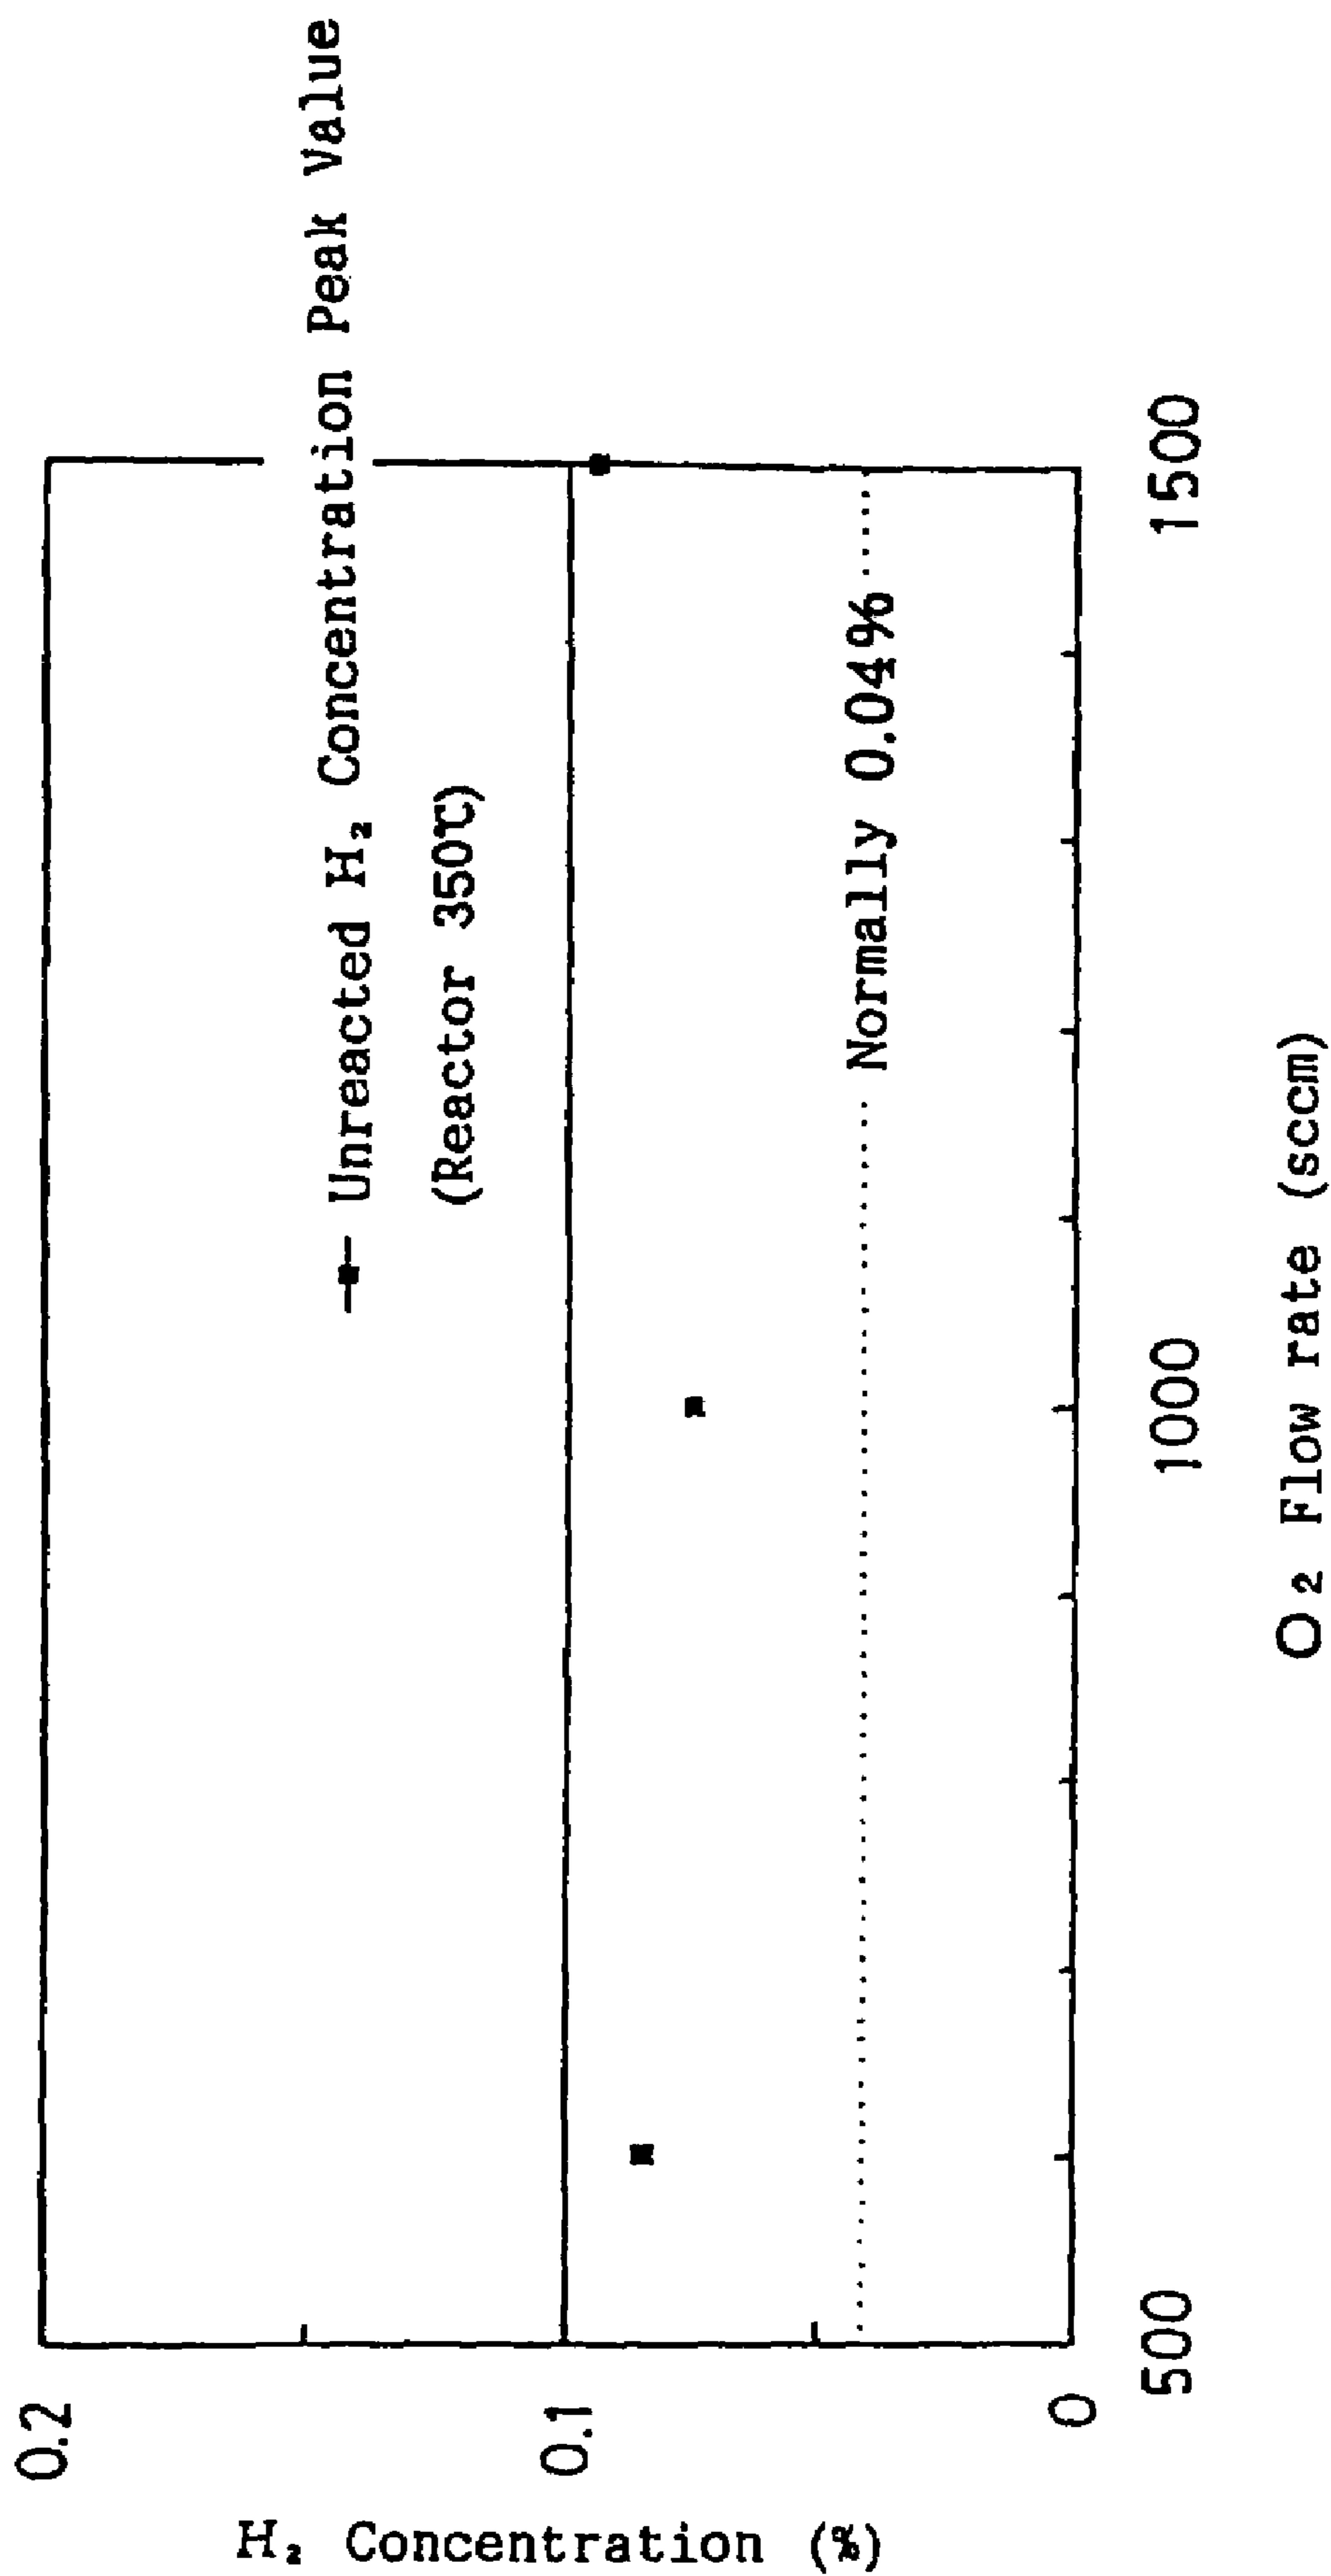 0.2
0.1
0
H₂ Concentration (%)
Unreacted H₂ Concentration Peak Value
(Reactor 350℃)
Normally 0.04%
500
1000
1500
O₂ Flow rate (sccm)